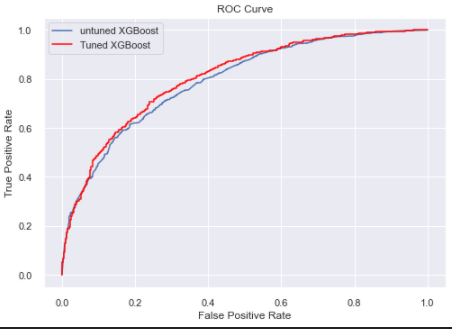 ROC Curve
untuned XGBoost
Tuned XGBoost
True Positive Rate
1.0
0.8
0.6
0.4
0.2
0.0
0.0 0.2 0.4 0.6 0.8 1.0
False Positive Rate